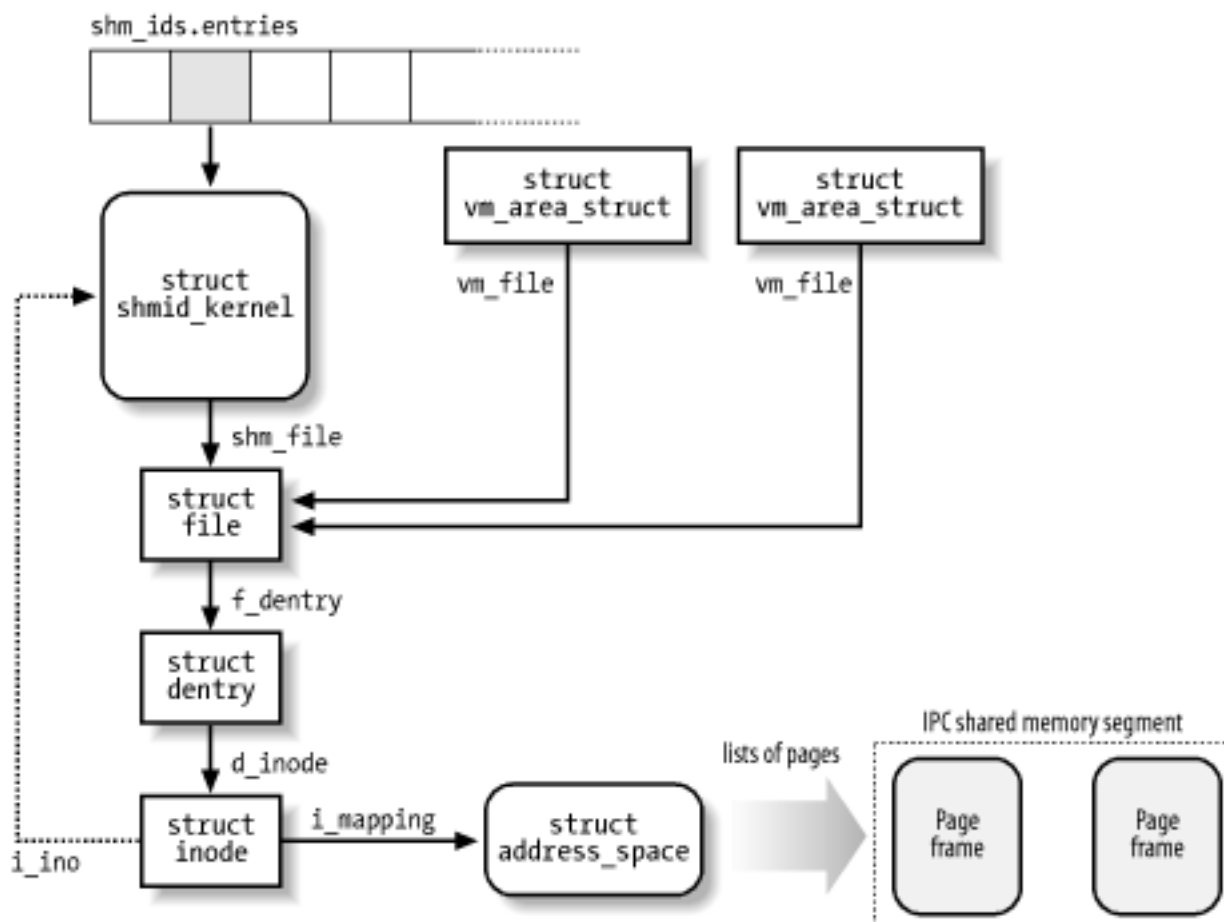 shm_ids.entries
struct
vm_area_struct
struct
vm_area_struct
struct
shmid_kernel
vm_file
vm_file
shm_file
struct
file
f_dentry
struct
dentry
d_inode
IPC shared memory segment
lists of pages
struct
inode
i_mapping
struct
address_space
Page
frame
Page
frame
i_ino